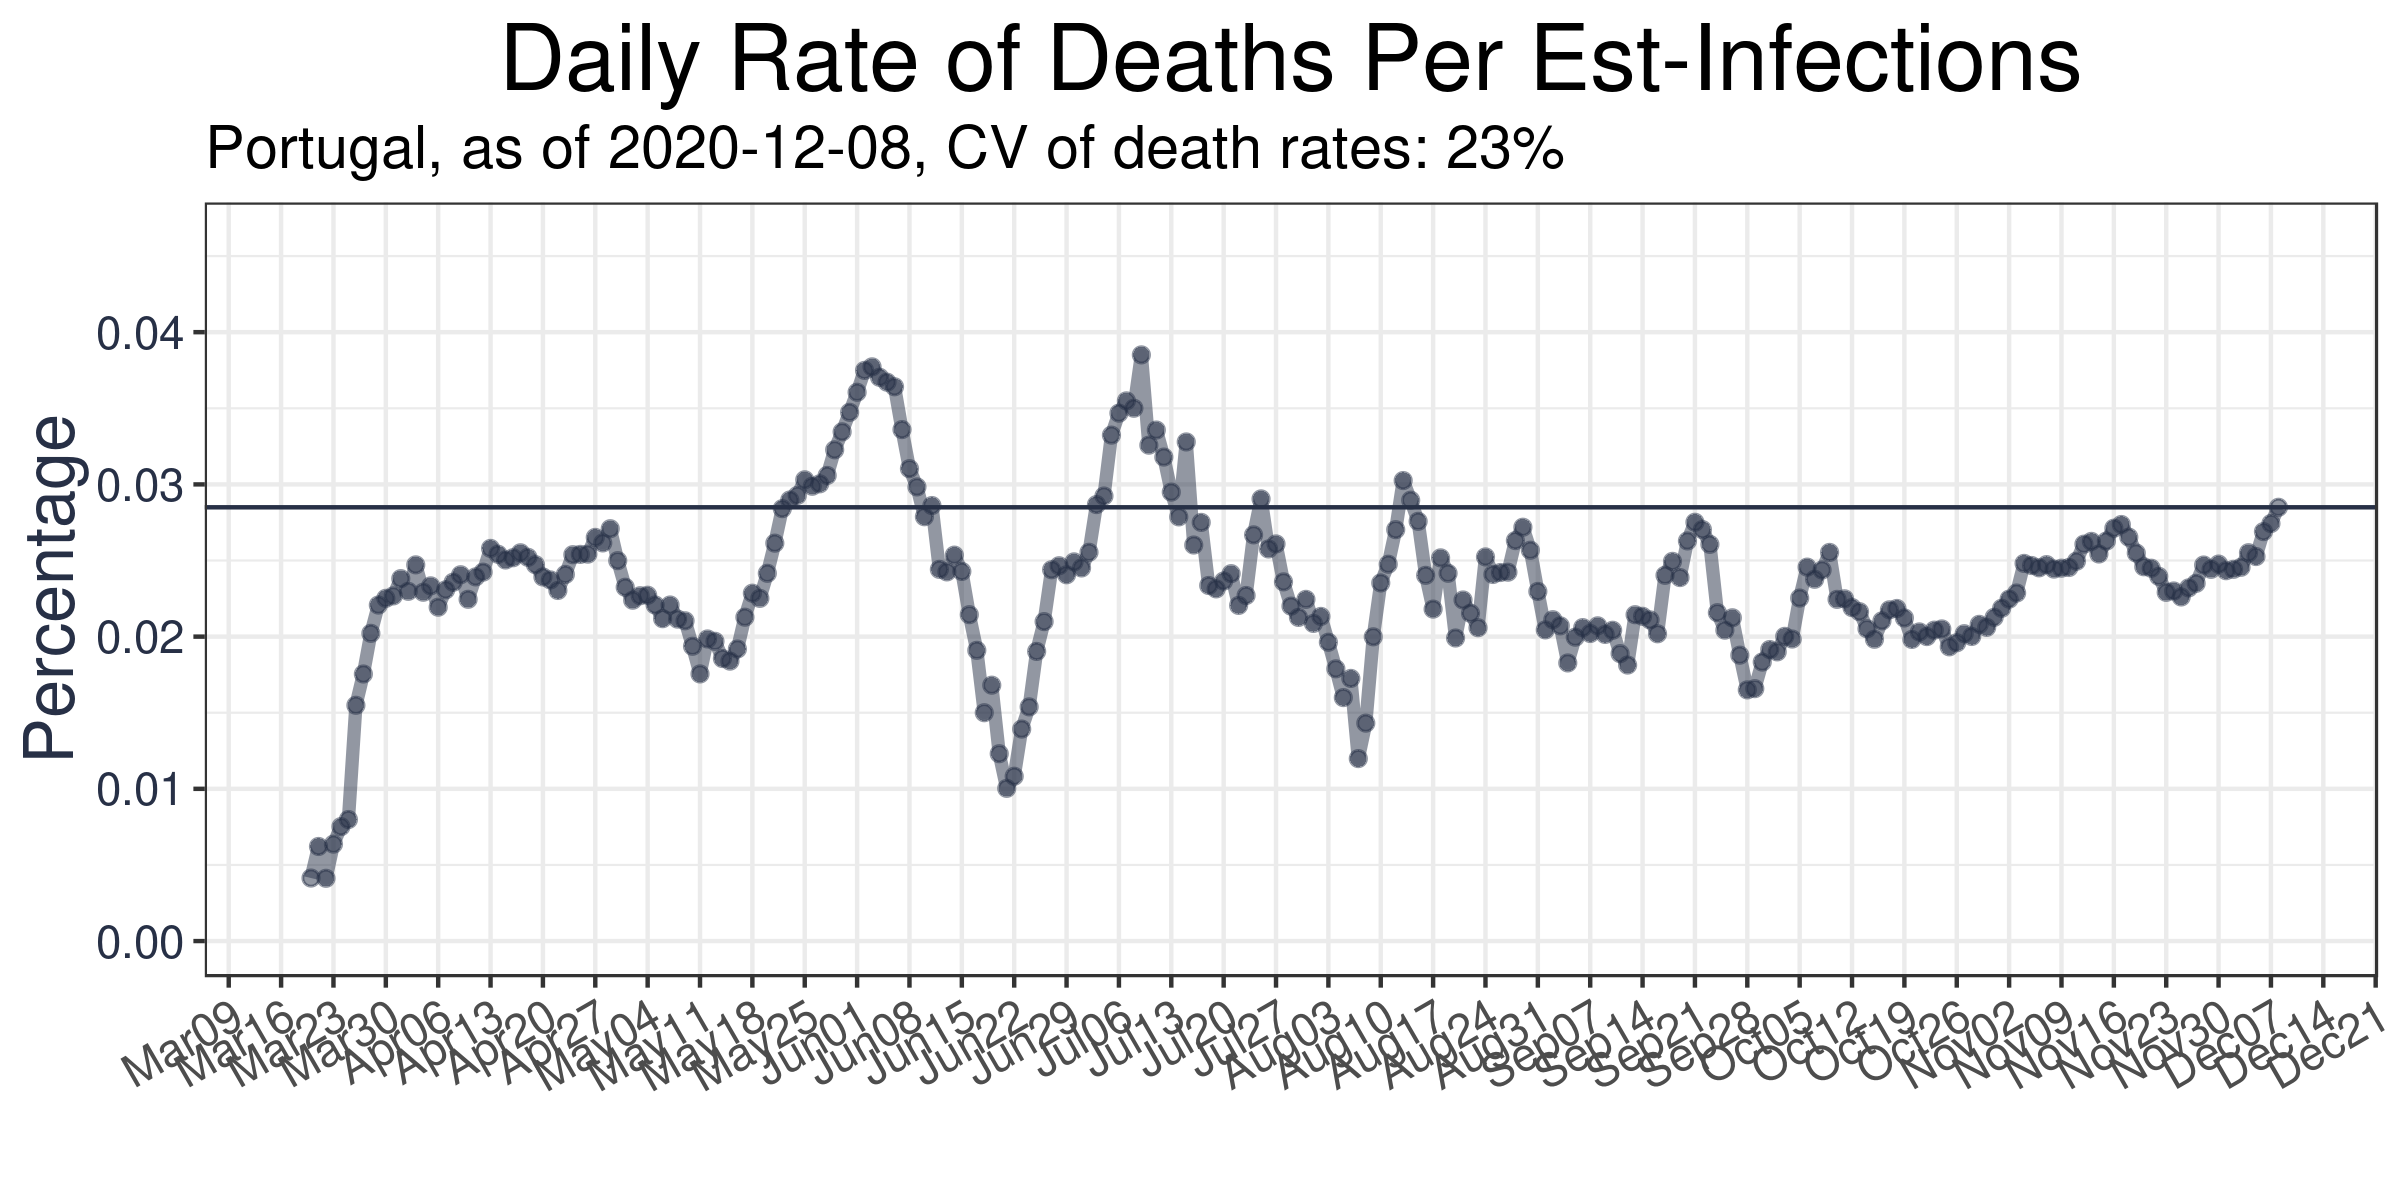 Daily Rate of Deaths Per Est-Infections
Portugal, as of 2020-12-08, CV of death rates: 23%
Percentage
0.04
0.03
0.02
0.01
0.00
Mar09
Mar16
Mar23
Mar30
Apr06
Apr13
Apr20
Apr27
May04
May11
May18
May25
Jun01
Jun08
Jun15
Jun22
Jun29
Jul06
Jul13
Jul20
Jul27
Aug03
Aug10
Aug17
Aug24
Aug31
Sep07
Sep14
Sep21
Sep28
Oct05
Oct12
Oct19
Oct26
Nov02
Nov09
Nov16
Nov23
Nov30
Dec07
Dec14
Dec21